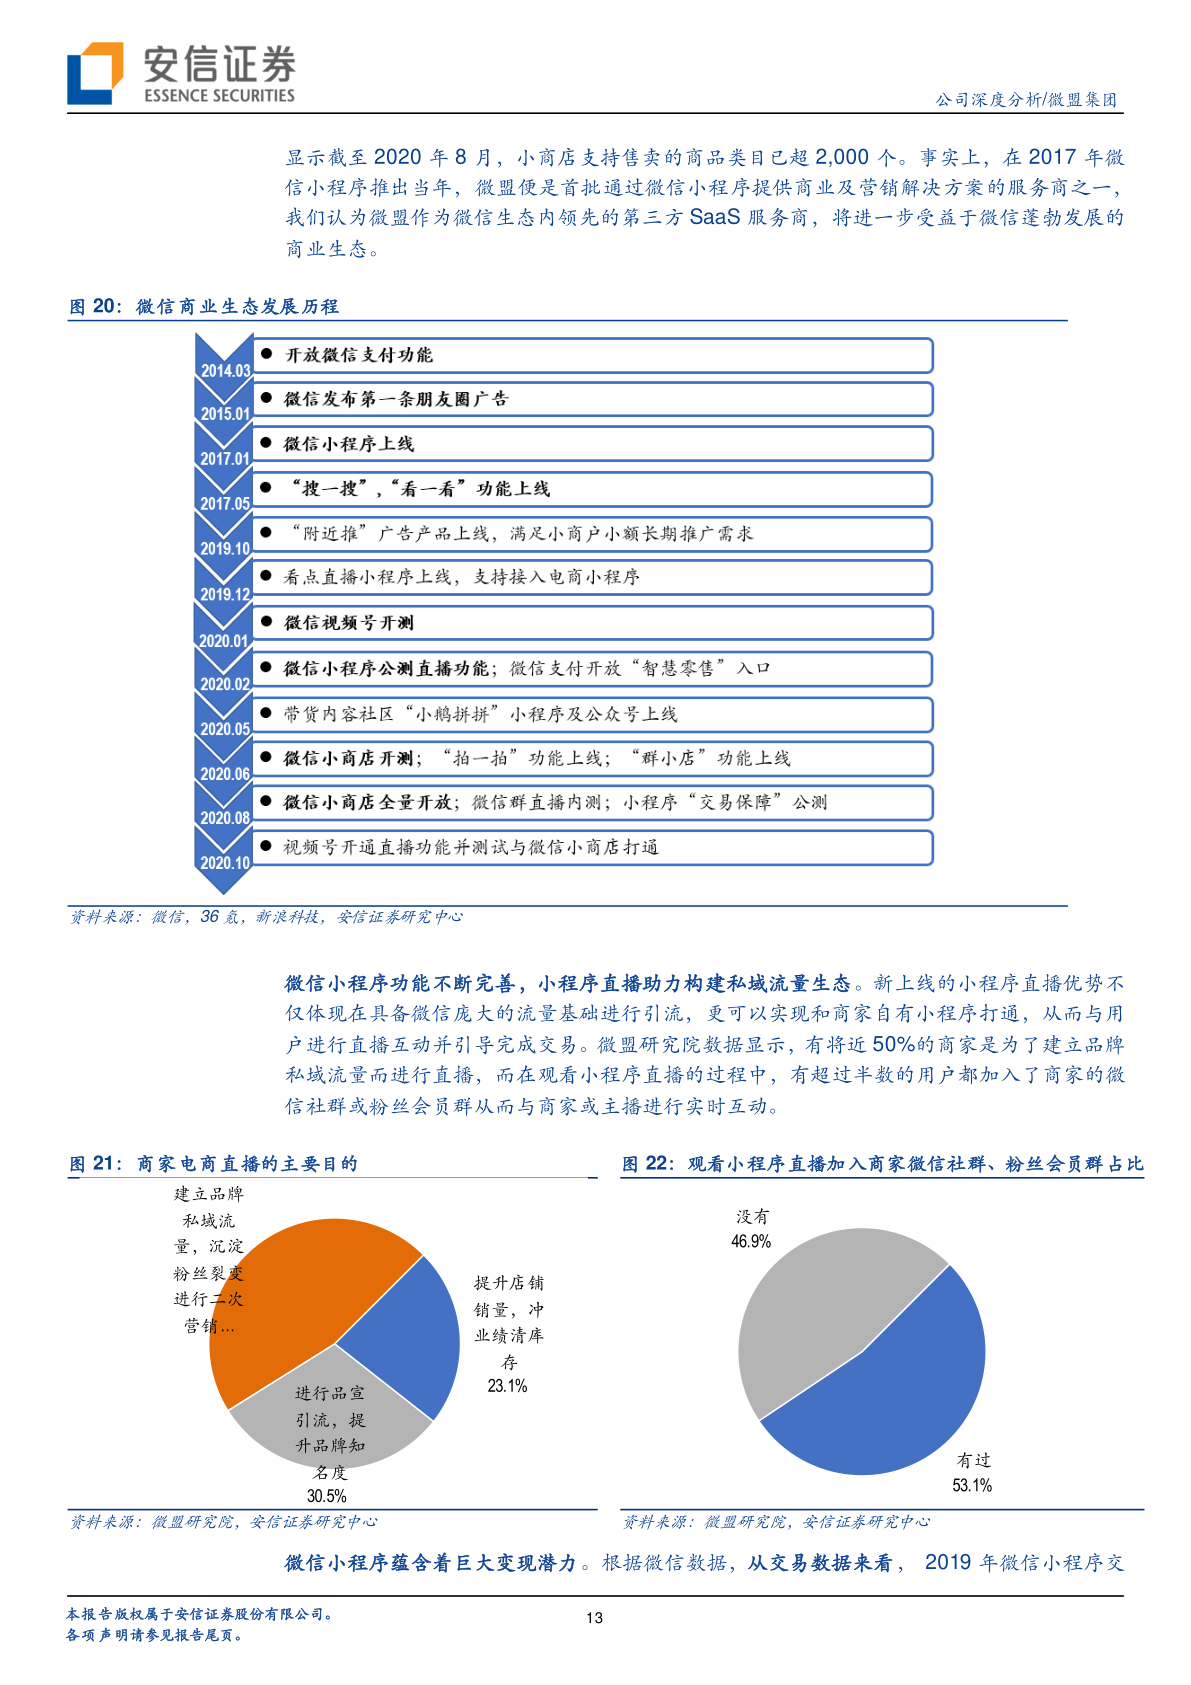 安信证券
ESSENCE SECURITIES
公司深度分析/微盟集团
显示截至 2020 年 8 月，小商店支持售卖的商品类目已超 2,000 个。事实上，在 2017 年微
信小程序推出当年，微盟便是首批通过微信小程序提供商业及营销解决方案的服务商之一，
我们认为微盟作为微信生态内领先的第三方 SaaS 服务商，将进一步受益于微信蓬勃发展的
商业生态。
图 20：微信商业生态发展历程
2014.03 ● 开放微信支付功能
2015.01 ● 微信发布第一条朋友圈广告
2017.01 ● 微信小程序上线
2017.05 ● “搜一搜”,“看一看”功能上线
2019.10 ● “附近推”广告产品上线，满足小商户小额长期推广需求
2019.12 ● 看点直播小程序上线，支持接入电商小程序
2020.01 ● 微信视频号开测
2020.02 ● 微信小程序公测直播功能；微信支付开放“智慧零售”入口
2020.05 ● 带货内容社区“小鹅拼拼”小程序及公众号上线
2020.06 ● 微信小商店开测；“拍一拍”功能上线；“群小店”功能上线
2020.08 ● 微信小商店全量开放；微信群直播内测；小程序“交易保障”公测
2020.10 ● 视频号开通直播功能并测试与微信小商店打通
资料来源：微信，36 氪，新浪科技，安信证券研究中心
微信小程序功能不断完善，小程序直播助力构建私域流量生态。新上线的小程序直播优势不
仅体现在具备微信庞大的流量基础进行引流，更可以实现和商家自有小程序打通，从而与用
户进行直播互动并引导完成交易。微盟研究院数据显示，有将近 50%的商家是为了建立品牌
私域流量而进行直播，而在观看小程序直播的过程中，有超过半数的用户都加入了商家的微
信社群或粉丝会员群从而与商家或主播进行实时互动。
图 21：商家电商直播的主要目的
建立品牌
私域流
量，沉淀
粉丝裂变
进行二次
营销...
提升店铺
销量，冲
业绩清库
存
23.1%
进行品宣
引流，提
升品牌知
名度
30.5%
资料来源：微盟研究院，安信证券研究中心
图 22：观看小程序直播加入商家微信社群、粉丝会员群占比
没有
46.9%
有过
53.1%
资料来源：微盟研究院，安信证券研究中心
微信小程序蕴含着巨大变现潜力。根据微信数据，从交易数据来看， 2019 年微信小程序交
本报告版权属于安信证券股份有限公司。
各项声明请参见报告尾页。
13